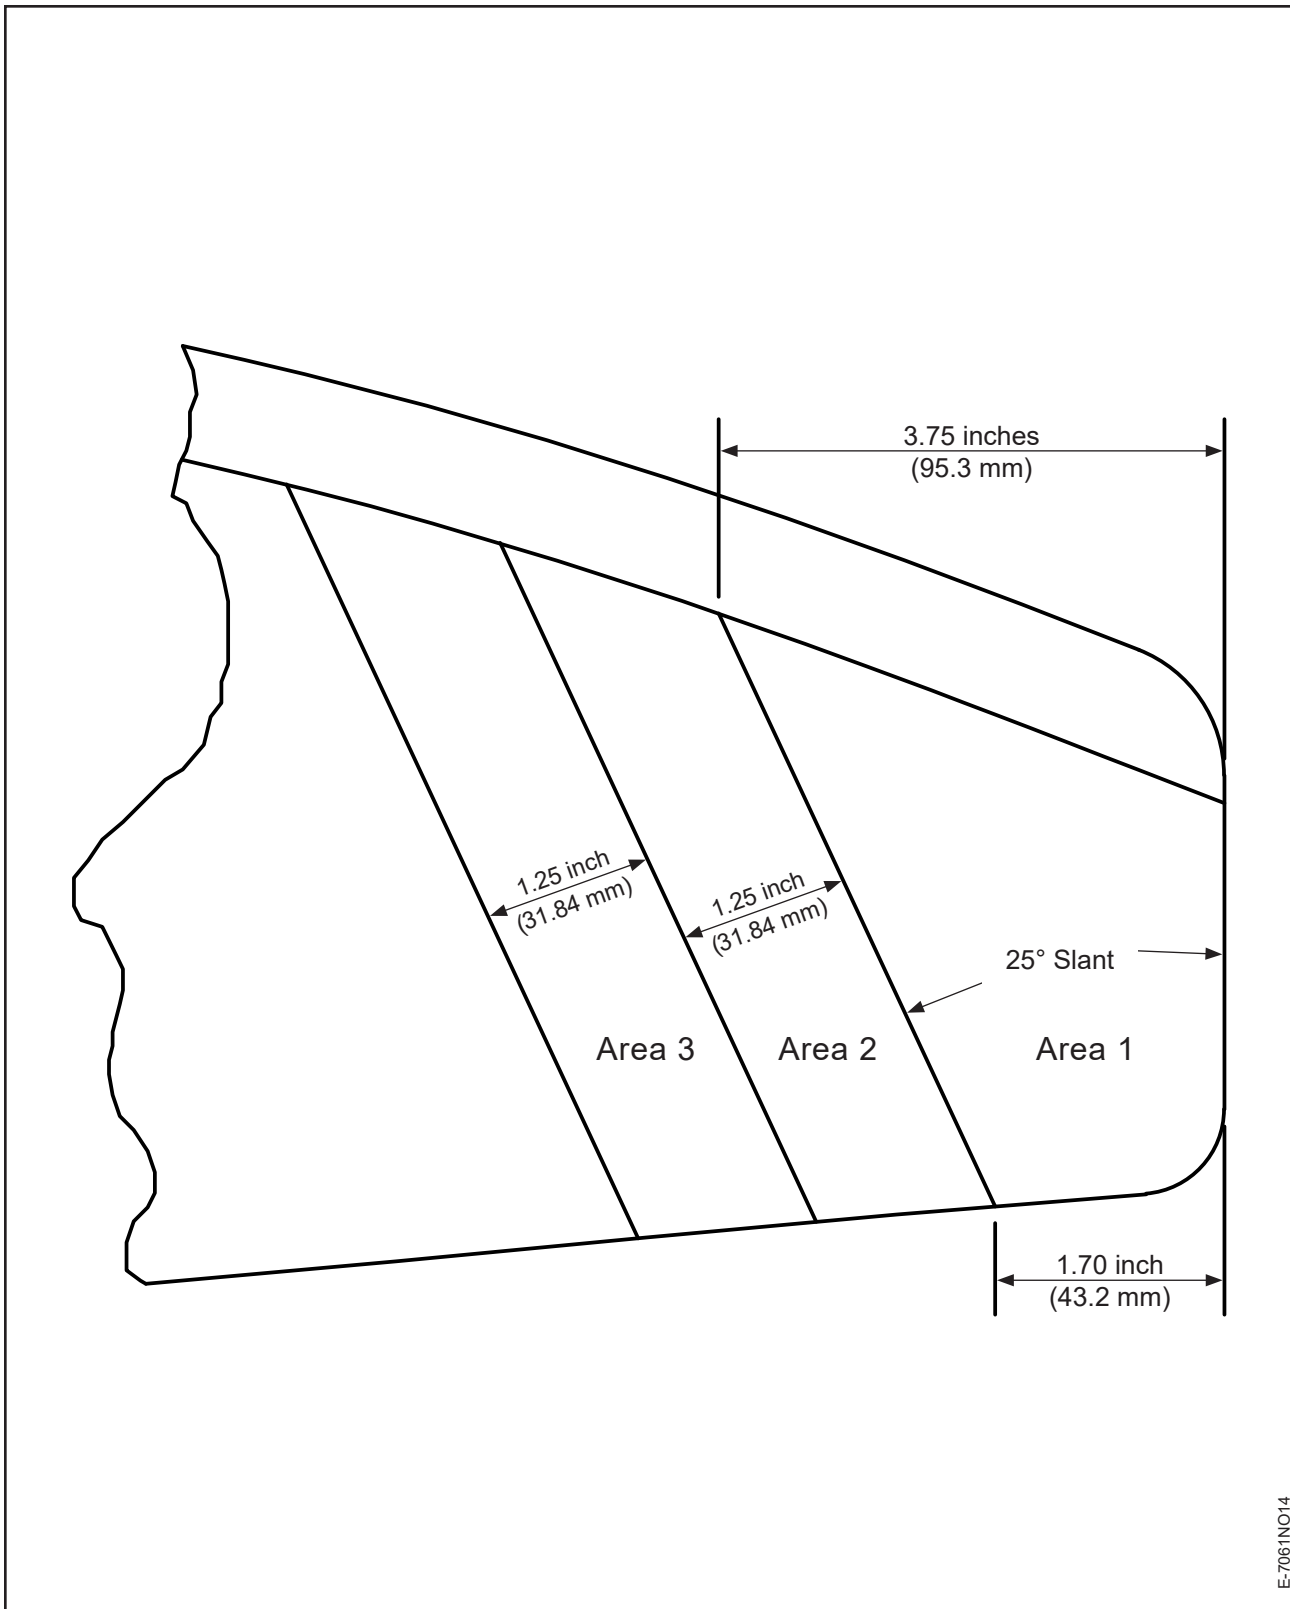 3.75 inches
(95.3 mm)
1.25 inch
(31.84 mm)
1.25 inch
(31.84 mm)
25° Slant
Area 3
Area 2
Area 1
1.70 inch
(43.2 mm)
E-7061NO14